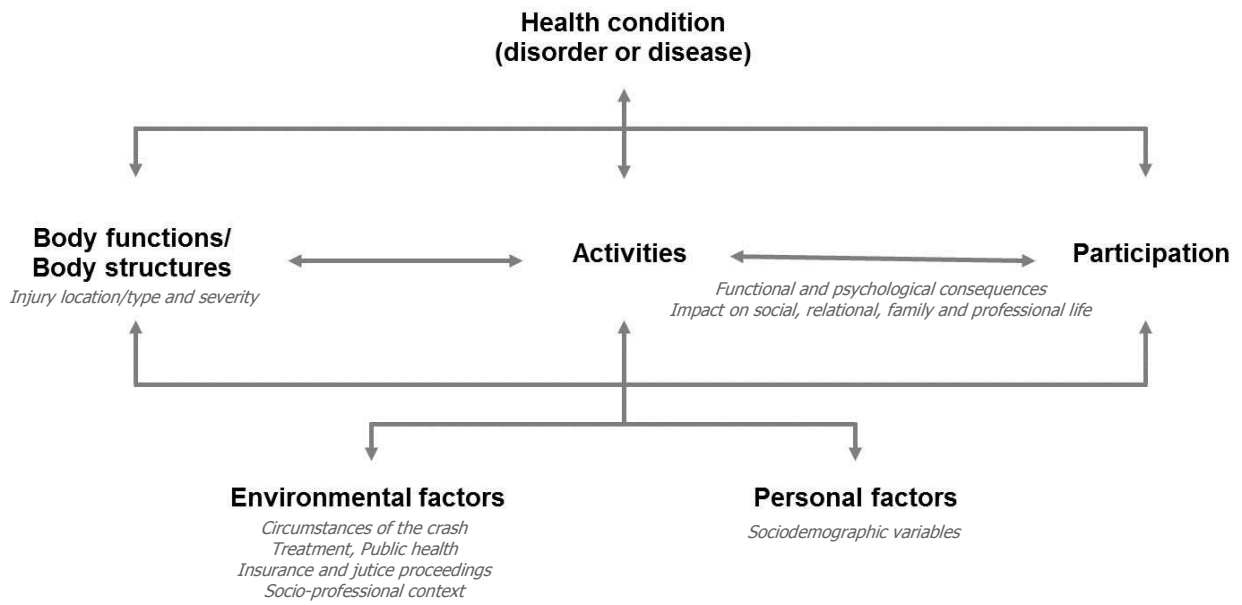 Health condition
(disorder or disease)
Body functions/
Body structures
Injury location/type and severity
Activities
Participation
Functional and psychological consequences
Impact on social, relational, family and professional life
Environmental factors
Circumstances of the crash
Treatment, Public health
Insurance and jutice proceedings
Socio-professional context
Personal factors
Sociodemographic variables